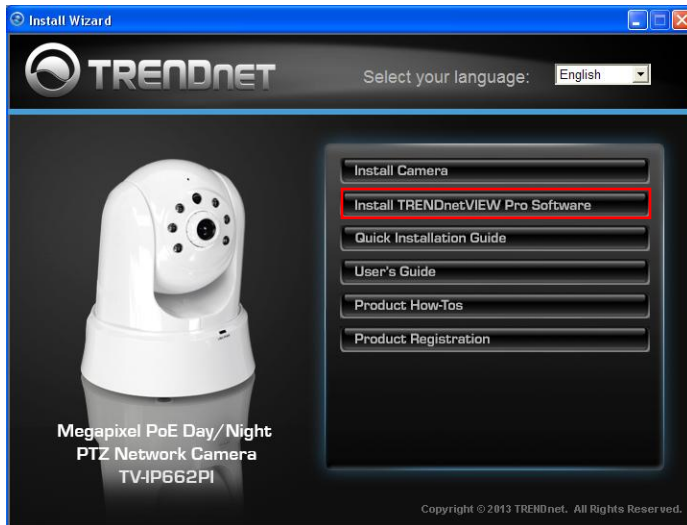 Install Wizard
TRENDnET
Select your language:
English
Install Camera
Install TRENDnetVIEW Pro Software
Quick Installation Guide
User's Guide
Product How-Tos
Product Registration
Megapixel PoE Day/Night
PTZ Network Camera
TV-IP662PI
Copyright © 2013 TRENDnet. All Rights Reserved.